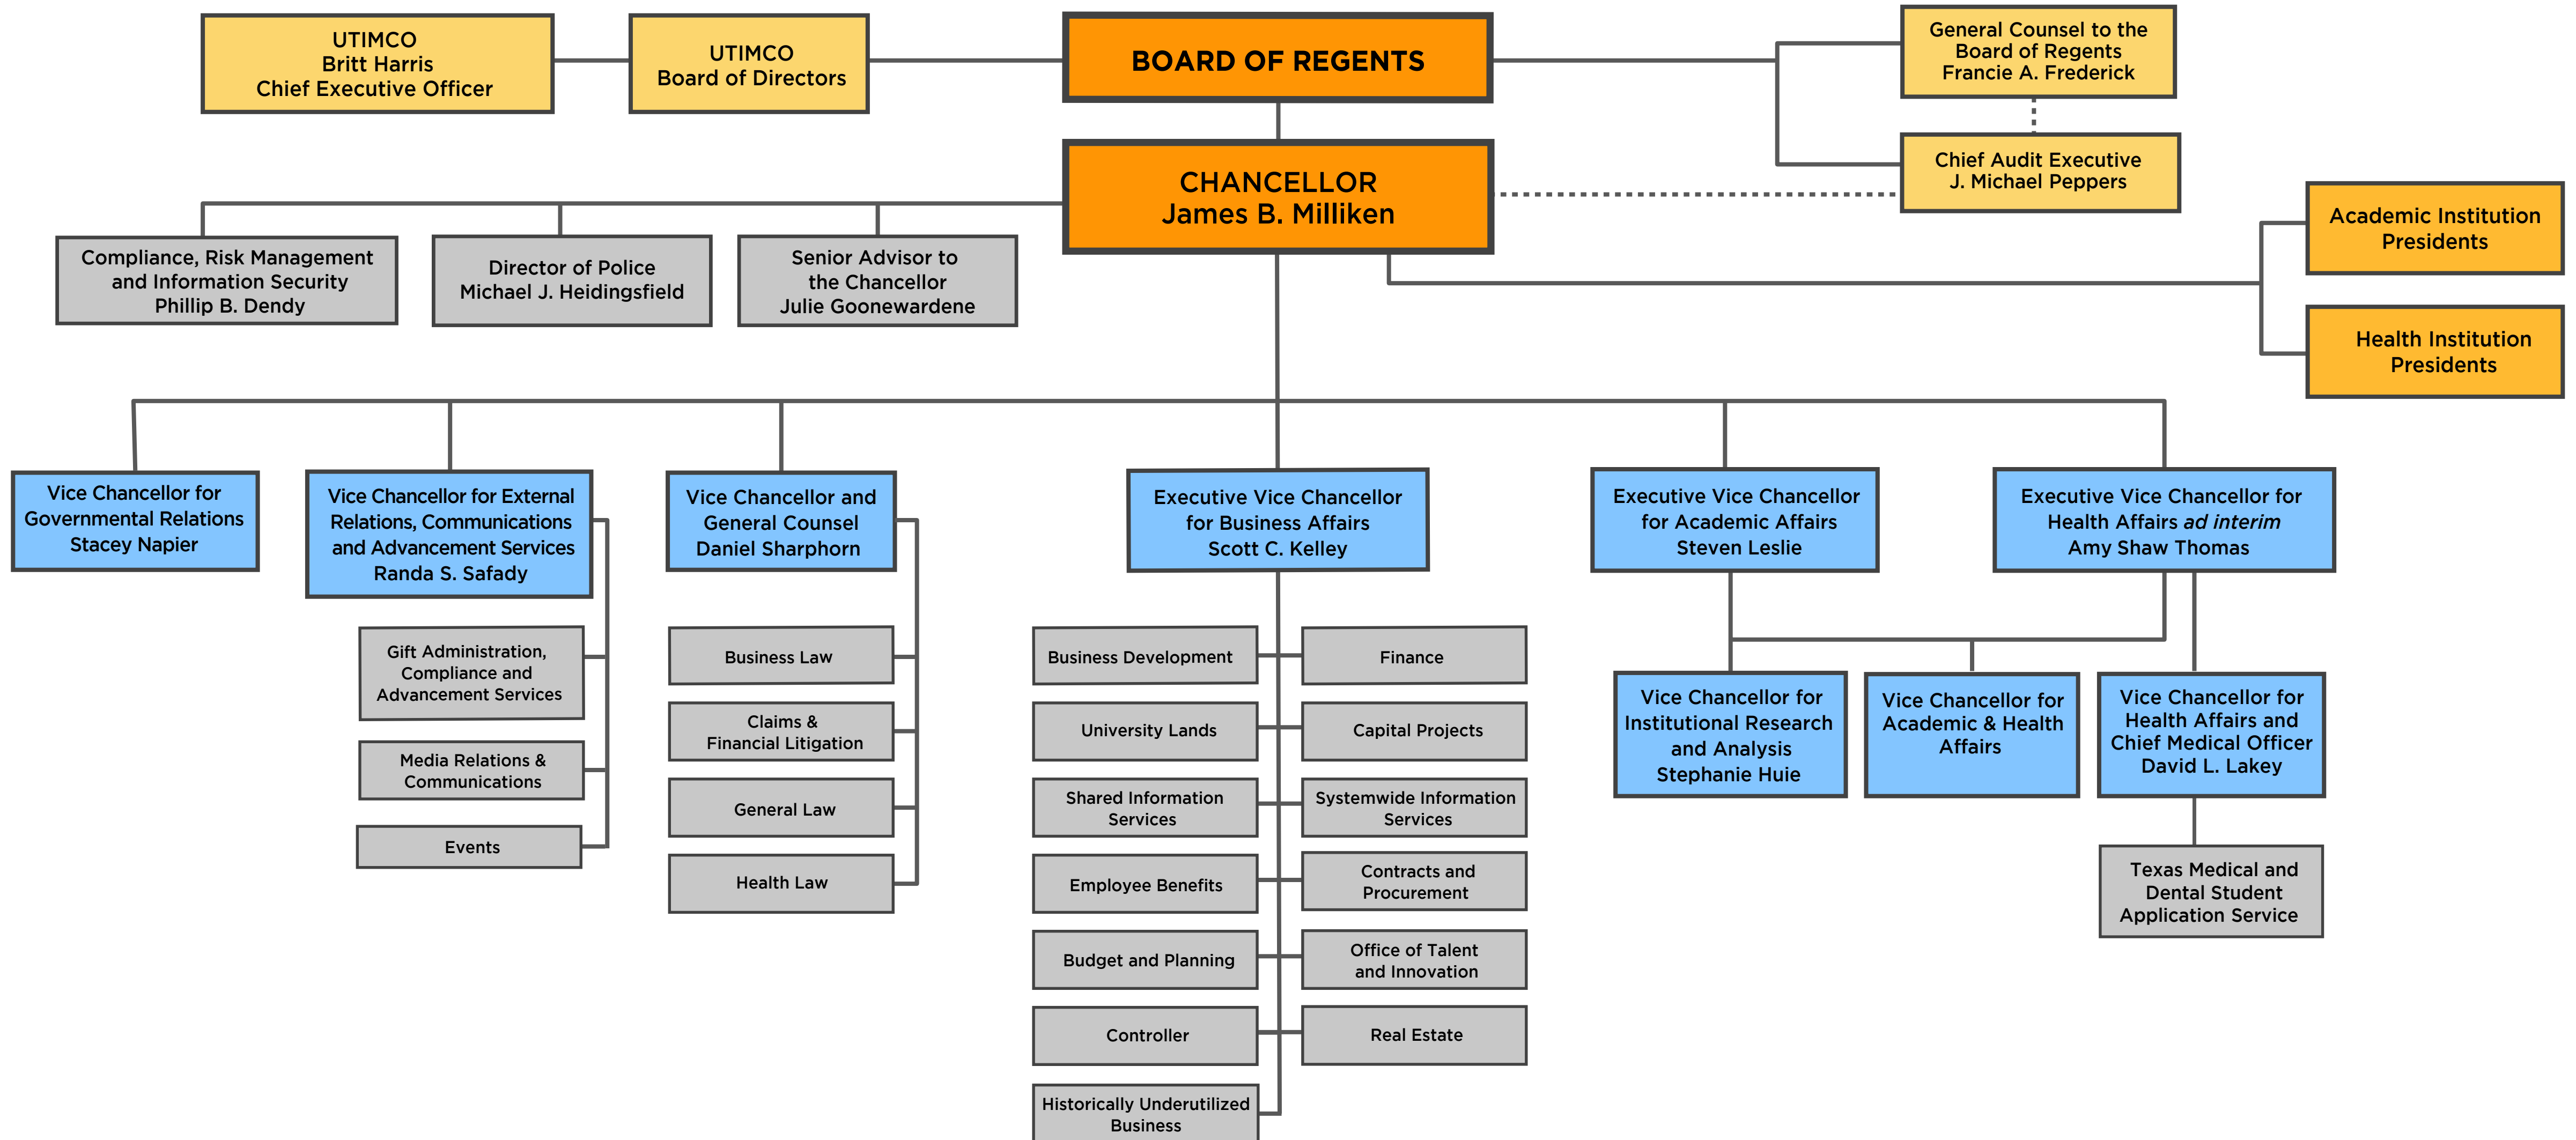 UTIMCO
Britt Harris
Chief Executive Officer
UTIMCO
Board of Directors
BOARD OF REGENTS
General Counsel to the
Board of Regents
Francie A. Frederick
CHANCELLOR
James B. Milliken
Chief Audit Executive
J. Michael Peppers
Academic Institution
Presidents
Health Institution
Presidents
Compliance, Risk Management
and Information Security
Phillip B. Dendy
Director of Police
Michael J. Heidingsfield
Senior Advisor to
the Chancellor
Julie Goonewardene
Vice Chancellor for
Governmental Relations
Stacey Napier
Vice Chancellor for External
Relations, Communications
and Advancement Services
Randa S. Safady
Vice Chancellor and
General Counsel
Daniel Sharphorn
Executive Vice Chancellor
for Business Affairs
Scott C. Kelley
Executive Vice Chancellor
for Academic Affairs
Steven Leslie
Executive Vice Chancellor for
Health Affairs ad interim
Amy Shaw Thomas
Gift Administration,
Compliance and
Advancement Services
Media Relations &
Communications
Events
Business Law
Claims &
Financial Litigation
General Law
Health Law
Business Development
Finance
University Lands
Capital Projects
Shared Information
Services
Systemwide Information
Services
Employee Benefits
Contracts and
Procurement
Budget and Planning
Office of Talent
and Innovation
Controller
Real Estate
Historically Underutilized
Business
Vice Chancellor for
Institutional Research
and Analysis
Stephanie Huie
Vice Chancellor for
Academic & Health
Affairs
Vice Chancellor for
Health Affairs and
Chief Medical Officer
David L. Lakey
Texas Medical and
Dental Student
Application Service